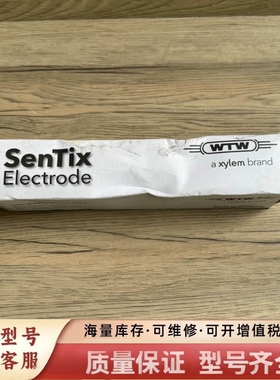 SenTix
Electrode
WTW
a xylem brand
WTW
型号
客服
海量库存·可维修·可开增值税
质量保证 型号齐全